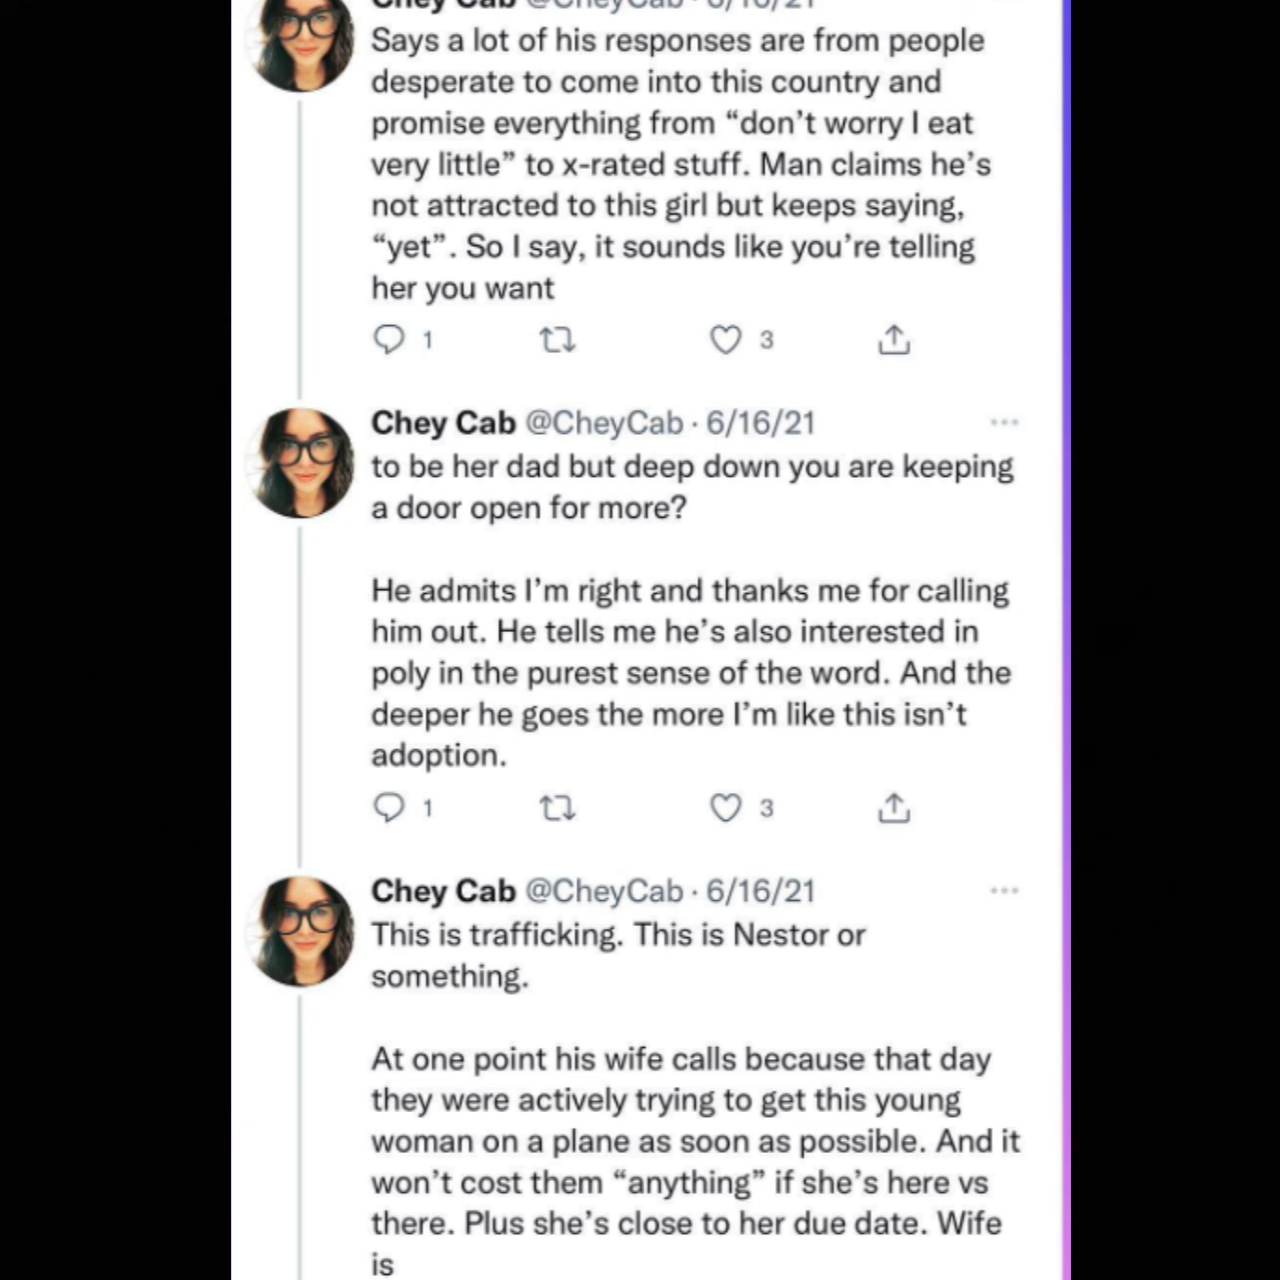 Chey Cab @CheyCab · 6/16/21
Says a lot of his responses are from people
desperate to come into this country and
promise everything from “don’t worry I eat
very little” to x-rated stuff. Man claims he’s
not attracted to this girl but keeps saying,
“yet”. So I say, it sounds like you’re telling
her you want
1 3
Chey Cab @CheyCab · 6/16/21
to be her dad but deep down you are keeping
a door open for more?
He admits I’m right and thanks me for calling
him out. He tells me he’s also interested in
poly in the purest sense of the word. And the
deeper he goes the more I’m like this isn’t
adoption.
1 3
Chey Cab @CheyCab · 6/16/21
This is trafficking. This is Nestor or
something.
At one point his wife calls because that day
they were actively trying to get this young
woman on a plane as soon as possible. And it
won’t cost them “anything” if she’s here vs
there. Plus she’s close to her due date. Wife
is